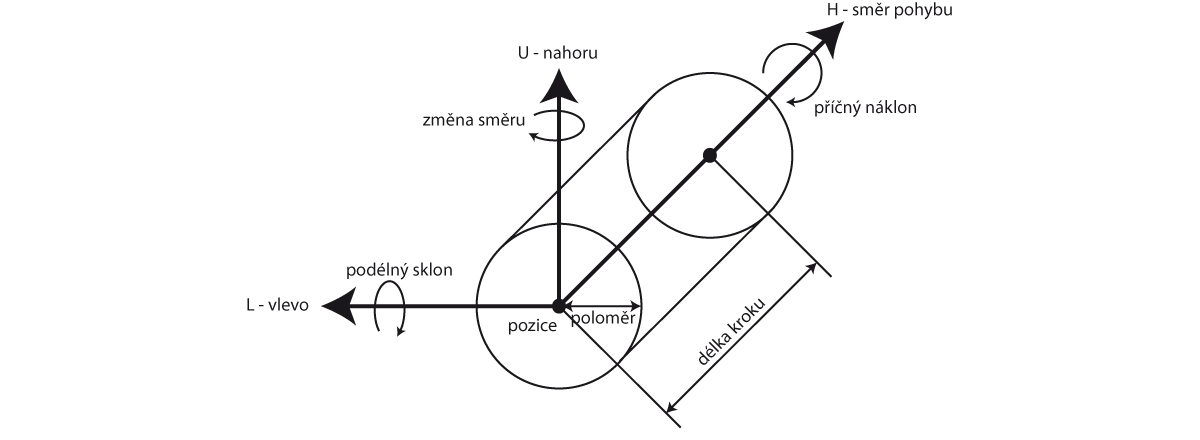 H - směr pohybu
U - nahoru
příčný náklon
změna směru
podélný sklon
L - vlevo
pozice
poloměr
délka kroku